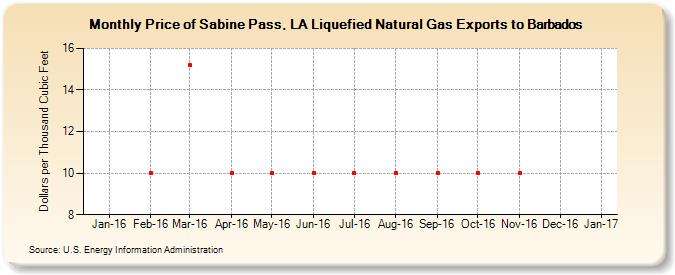 Monthly Price of Sabine Pass, LA Liquefied Natural Gas Exports to Barbados
Dollars per Thousand Cubic Feet
16
14
12
10
8
Jan-16 Feb-16 Mar-16 Apr-16 May-16 Jun-16 Jul-16 Aug-16 Sep-16 Oct-16 Nov-16 Dec-16 Jan-17
Source: U.S. Energy Information Administration